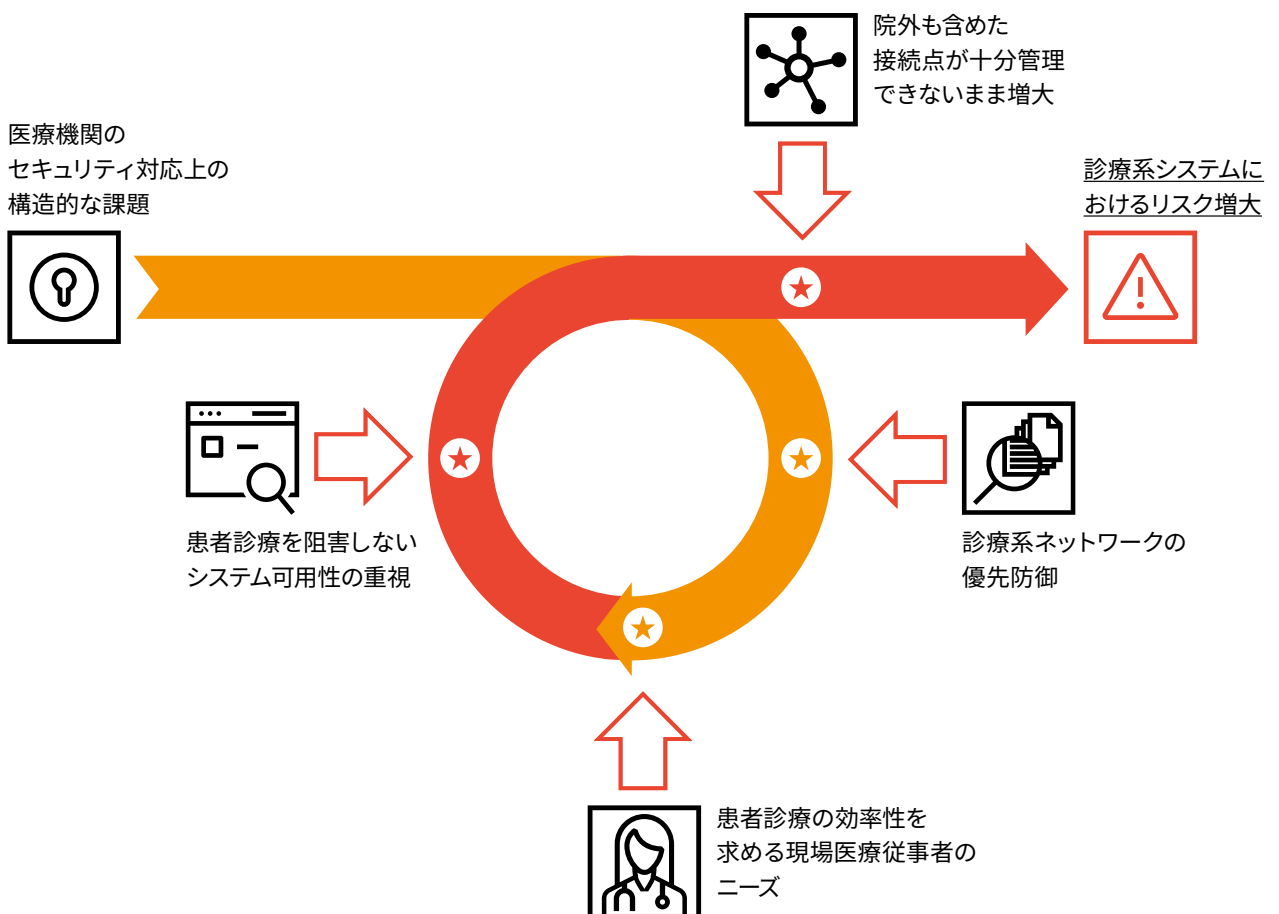 院外も含めた
接続点が十分管理
できないまま増大
医療機関の
セキュリティ対応上の
構造的な課題
診療系システムに
おけるリスク増大
患者診療を阻害しない
システム可用性の重視
診療系ネットワークの
優先防御
患者診療の効率性を
求める現場医療従事者の
ニーズ